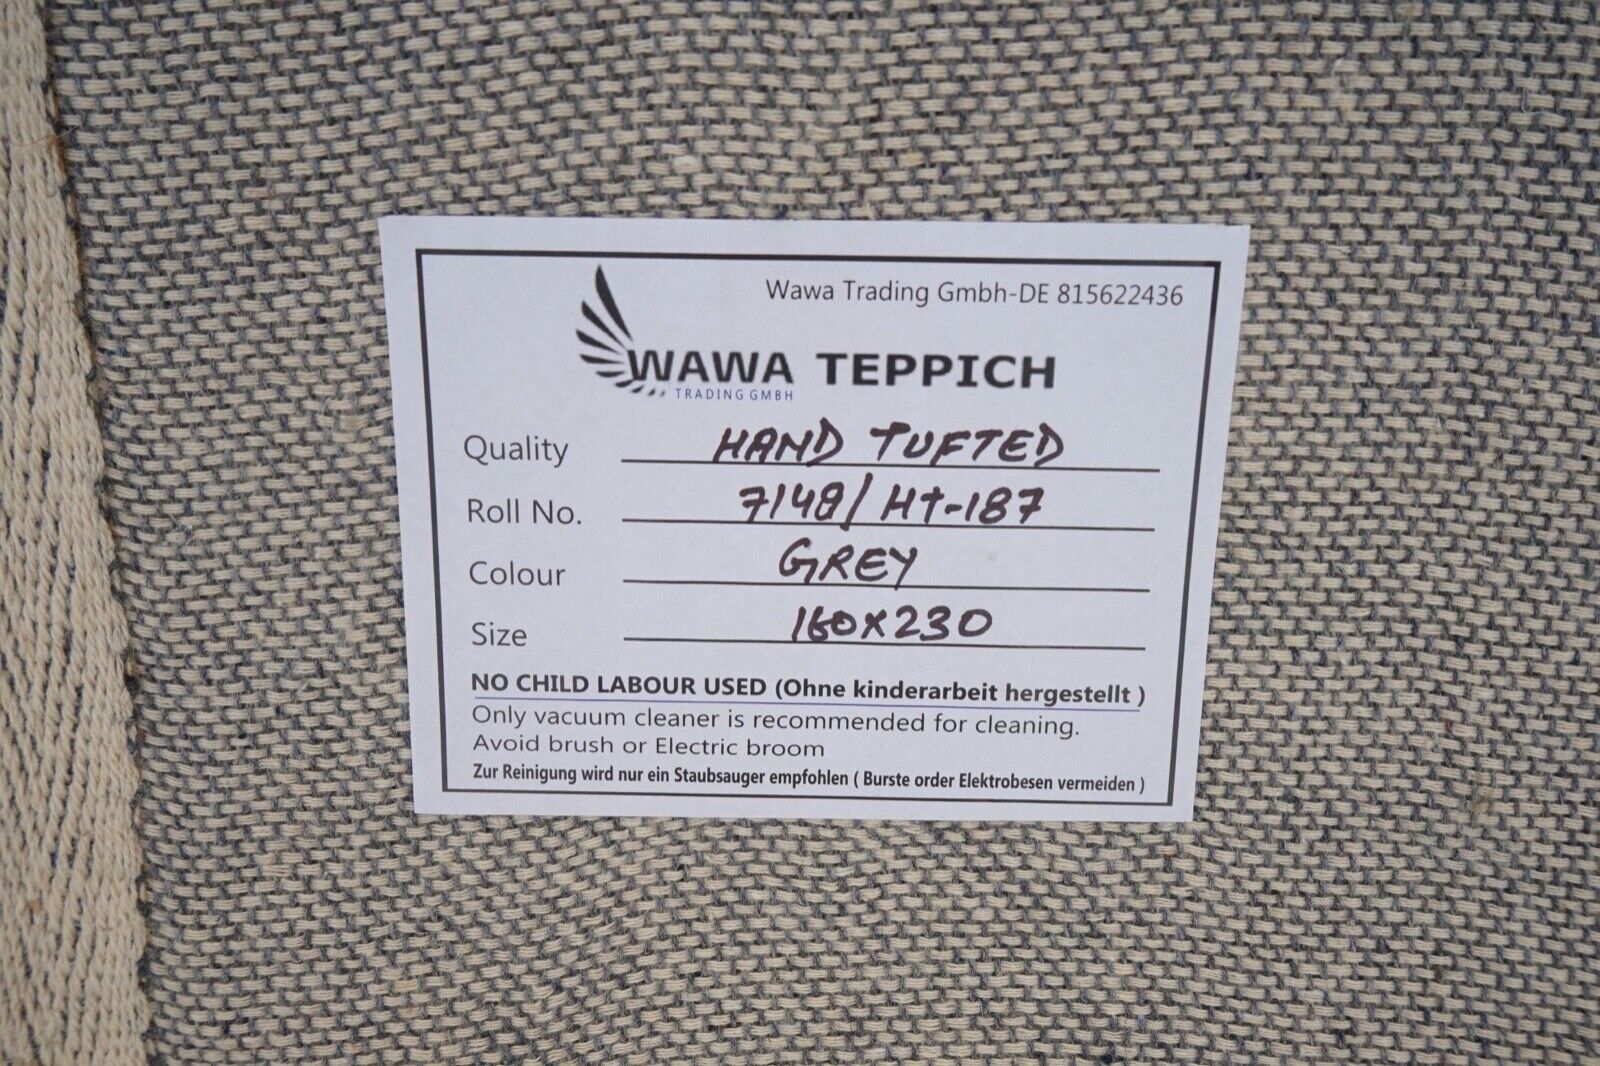 Wawa Trading Gmbh-DE 815622436
WAWA TEPPICH
TRADING GMBH
Quality HAND TUFTED
Roll No. 7148/HT-187
Colour GREY
Size 160X230
NO CHILD LABOUR USED (Ohne kinderarbeit hergestellt )
Only vacuum cleaner is recommended for cleaning.
Avoid brush or Electric broom
Zur Reinigung wird nur ein Staubsauger empfohlen ( Burste order Elektrobesen vermeiden )